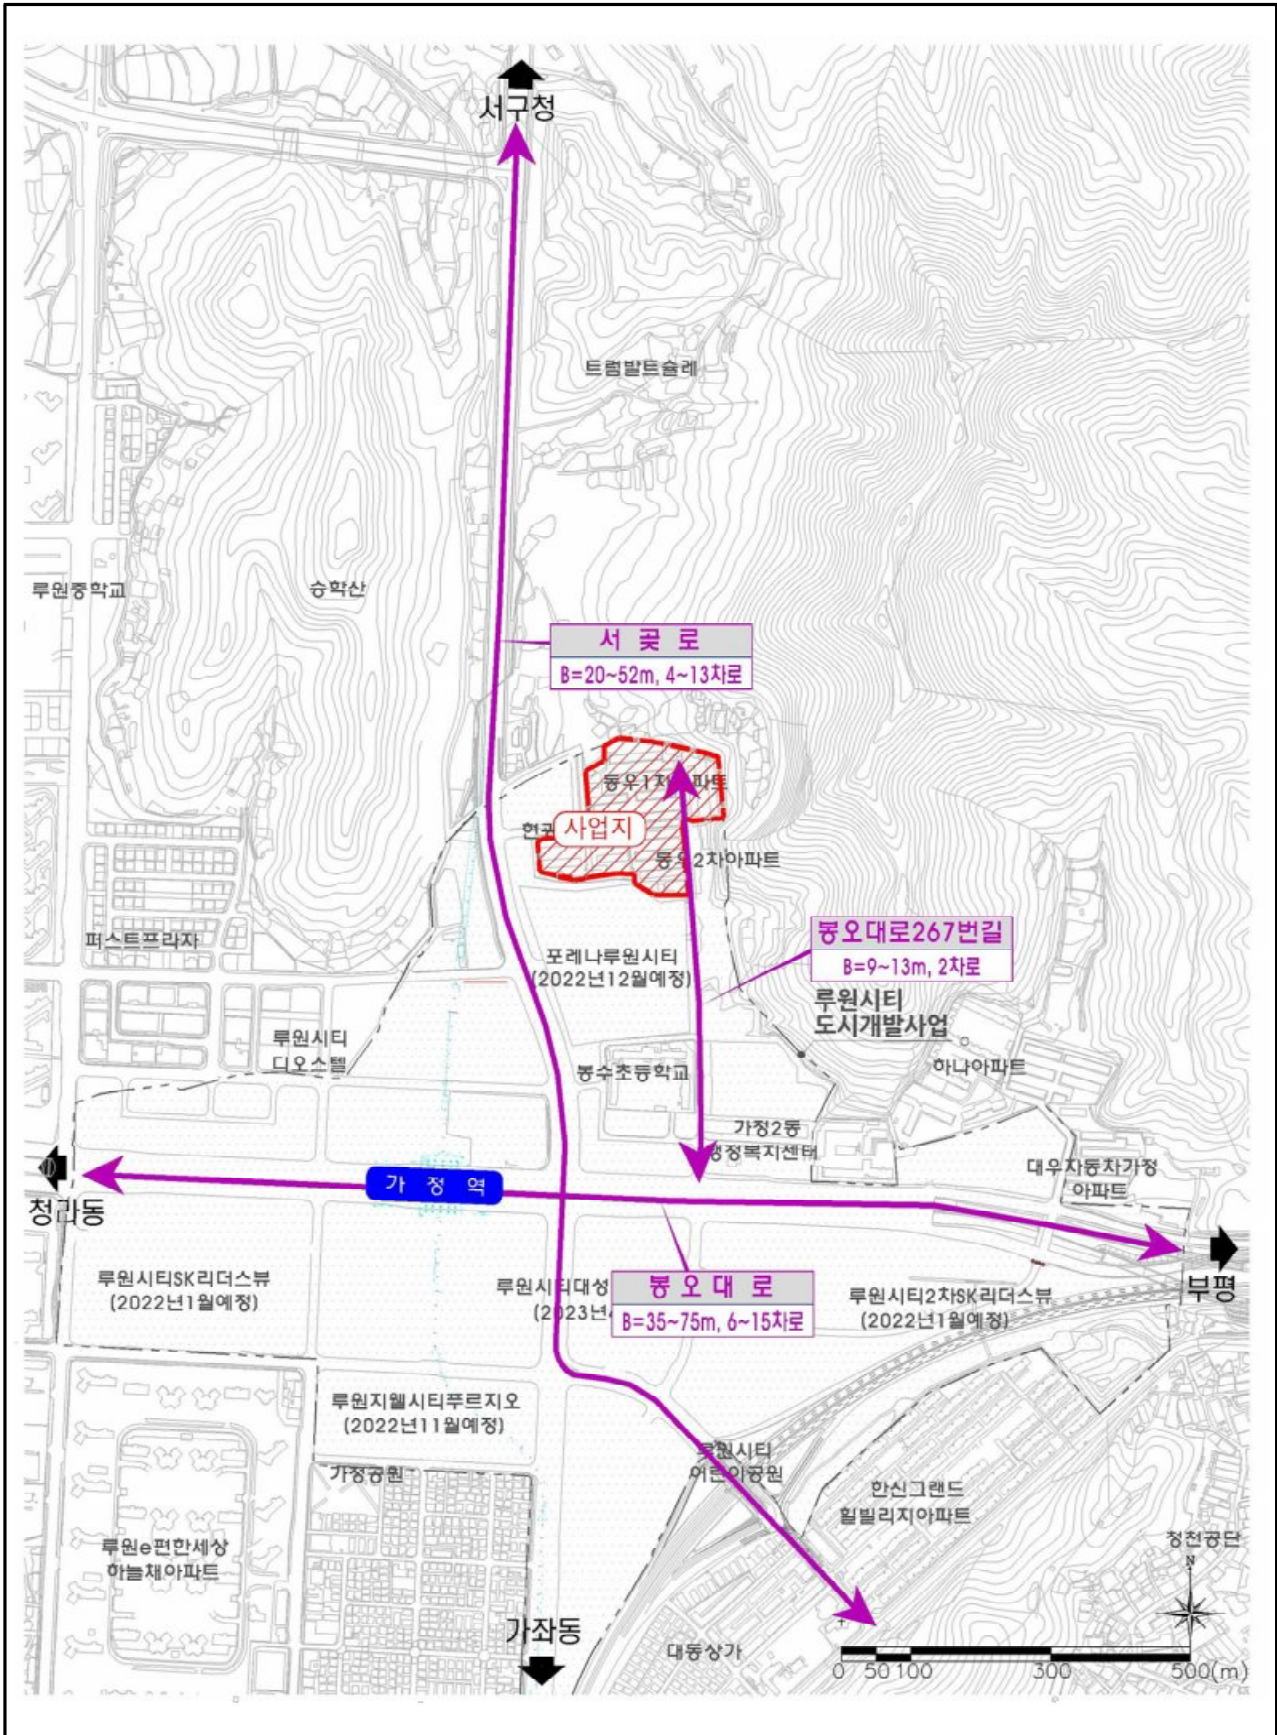 서구청
트럼발트슐레
루원중학교
승학산
서 곶 로
B=20~52m, 4~13차로
동우1차아파트
사업지
동우2차아파트
퍼스트프라자
포레나루원시티
(2022년12월예정)
봉오대로267번길
B=9~13m, 2차로
루원시티
도시개발사업
루원시티
디오스텔
봉수초등학교
하나아파트
가정2동
행정복지센터
대우자동차가정
아파트
가 정 역
청라동
부평
루원시티SK리더스뷰
(2022년1월예정)
루원시티대성
(2023년
봉 오 대 로
B=35~75m, 6~15차로
루원시티2차SK리더스뷰
(2022년1월예정)
루원지웰시티푸르지오
(2022년11월예정)
가정공원
루원시티
어린이공원
한신그랜드
힐빌리지아파트
루원e편한세상
하늘채아파트
청천공단
N
가좌동
대동상가
0 50 100 300 500(m)